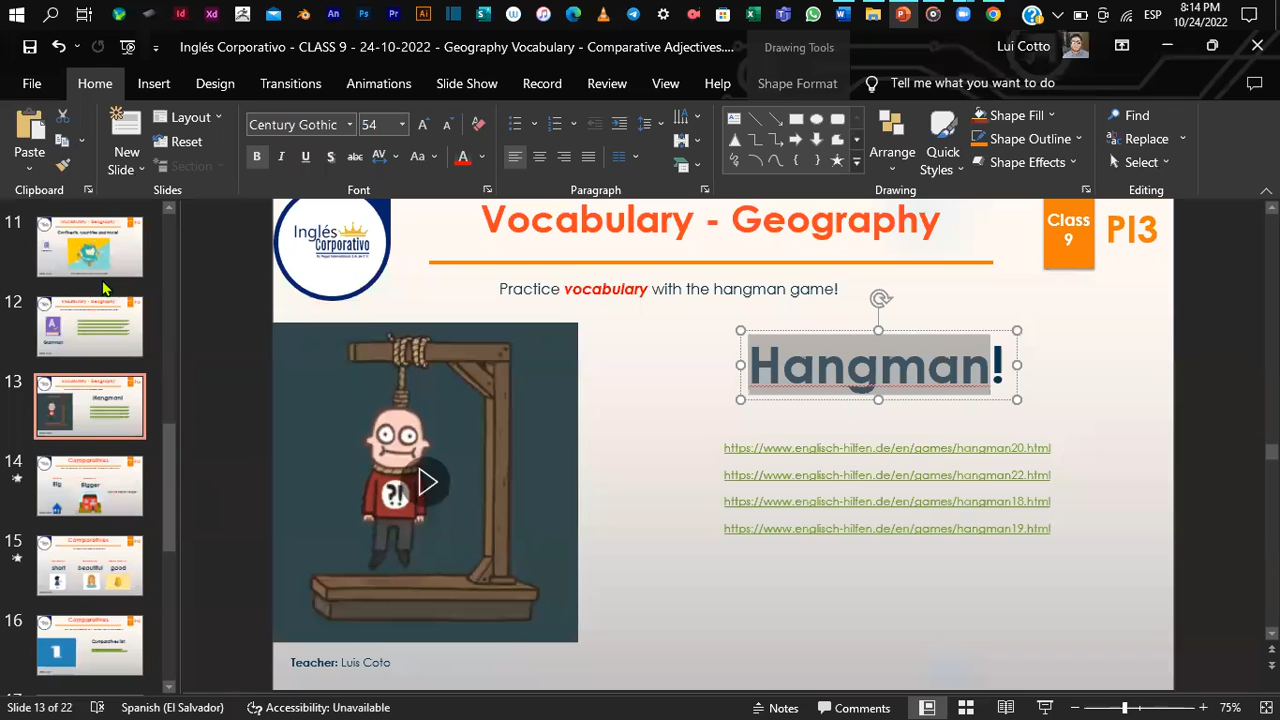 ESP
8:14 PM
10/24/2022
Inglés Corporativo - CLASS 9 - 24-10-2022 - Geography Vocabulary - Comparative Adjectives....
Drawing Tools
Lui Cotto
File
Home
Insert
Design
Transitions
Animations
Slide Show
Record
Review
View
Help
Shape Format
Tell me what you want to do
Paste
New
Slide
Layout
Reset
Section
Century Gothic
54
Arrange
Quick
Styles
Shape Fill
Shape Outline
Shape Effects
Find
Replace
Select
Clipboard
Slides
Font
Paragraph
Drawing
Editing
11
12
13
14
15
16
Inglés
Corporativo
Vocabulary - Geography
Class
9
PI3
Practice vocabulary with the hangman game!
Hangman!
https://www.englisch-hilfen.de/en/games/hangman20.html
https://www.englisch-hilfen.de/en/games/hangman22.html
https://www.englisch-hilfen.de/en/games/hangman18.html
https://www.englisch-hilfen.de/en/games/hangman19.html
?!
Teacher: Luis Coto
Slide 13 of 22
Spanish (El Salvador)
Accessibility: Unavailable
Notes
Comments
75%